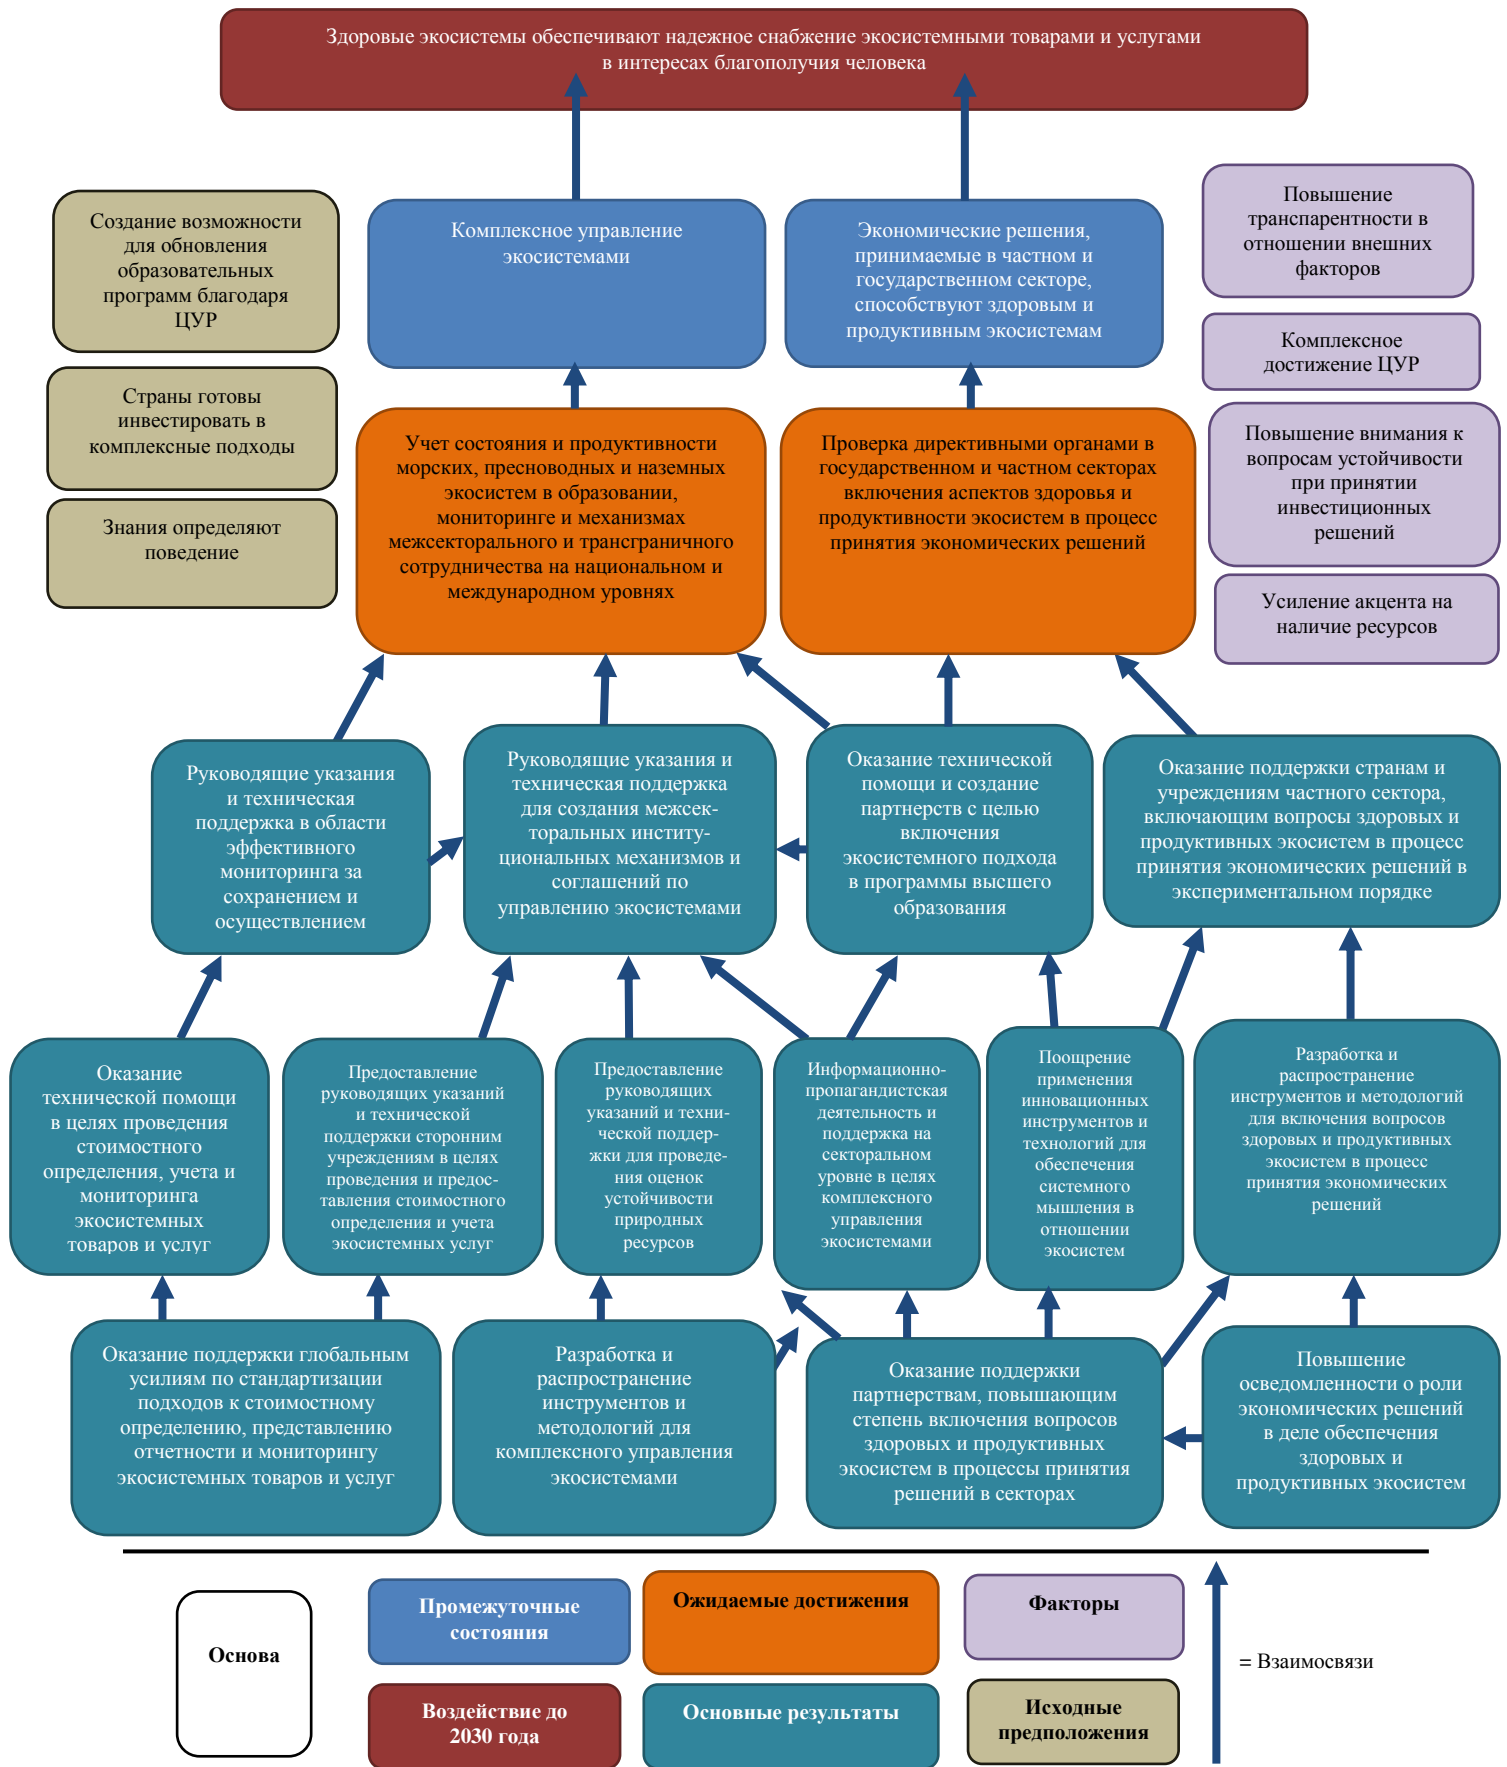 Здоровые экосистемы обеспечивают надежное снабжение экосистемными товарами и услугами
в интересах благополучия человека
Создание возможности
для обновления
образовательных
программ благодаря
ЦУР
Страны готовы
инвестировать в
комплексные подходы
Знания определяют
поведение
Комплексное управление
экосистемами
Экономические решения,
принимаемые в частном и
государственном секторе,
способствуют здоровым и
продуктивным экосистемам
Повышение
транспарентности в
отношении внешних
факторов
Комплексное
достижение ЦУР
Повышение внимания к
вопросам устойчивости
при принятии
инвестиционных
решений
Усиление акцента на
наличие ресурсов
Учет состояния и продуктивности
морских, пресноводных и наземных
экосистем в образовании,
мониторинге и механизмах
межсекторального и трансграничного
сотрудничества на национальном и
международном уровнях
Проверка директивными органами в
государственном и частном секторах
включения аспектов здоровья и
продуктивности экосистем в процесс
принятия экономических решений
Руководящие указания
и техническая
поддержка в области
эффективного
мониторинга за
сохранением и
осуществлением
Руководящие указания и
техническая поддержка
для создания межсек-
торальных институ-
циональных механизмов и
соглашений по
управлению экосистемами
Оказание технической
помощи и создание
партнерств с целью
включения
экосистемного подхода
в программы высшего
образования
Оказание поддержки странам и
учреждениям частного сектора,
включающим вопросы здоровых и
продуктивных экосистем в процесс
принятия экономических решений в
экспериментальном порядке
Оказание
технической помощи
в целях проведения
стоимостного
определения, учета и
мониторинга
экосистемных
товаров и услуг
Предоставление
руководящих указаний
и технической
поддержки сторонним
учреждениям в целях
проведения и предос-
тавления стоимостного
определения и учета
экосистемных услуг
Предоставление
руководящих
указаний и техни-
ческой поддер-
жки для проведе-
ния оценок
устойчивости
природных
ресурсов
Информационно-
пропагандистская
деятельность и
поддержка на
секторальном
уровне в целях
комплексного
управления
экосистемами
Поощрение
применения
инновационных
инструментов и
технологий для
обеспечения
системного
мышления в
отношении
экосистем
Разработка и
распространение
инструментов и методологий
для включения вопросов
здоровых и продуктивных
экосистем в процесс
принятия экономических
решений
Оказание поддержки глобальным
усилиям по стандартизации
подходов к стоимостному
определению, представлению
отчетности и мониторингу
экосистемных товаров и услуг
Разработка и
распространение
инструментов и
методологий для
комплексного управления
экосистемами
Оказание поддержки
партнерствам, повышающим
степень включения вопросов
здоровых и продуктивных
экосистем в процессы принятия
решений в секторах
Повышение
осведомленности о роли
экономических решений
в деле обеспечения
здоровых и
продуктивных экосистем
Основа
Промежуточные
состояния
Ожидаемые достижения
Факторы
Воздействие до
2030 года
Основные результаты
Исходные
предположения
= Взаимосвязи